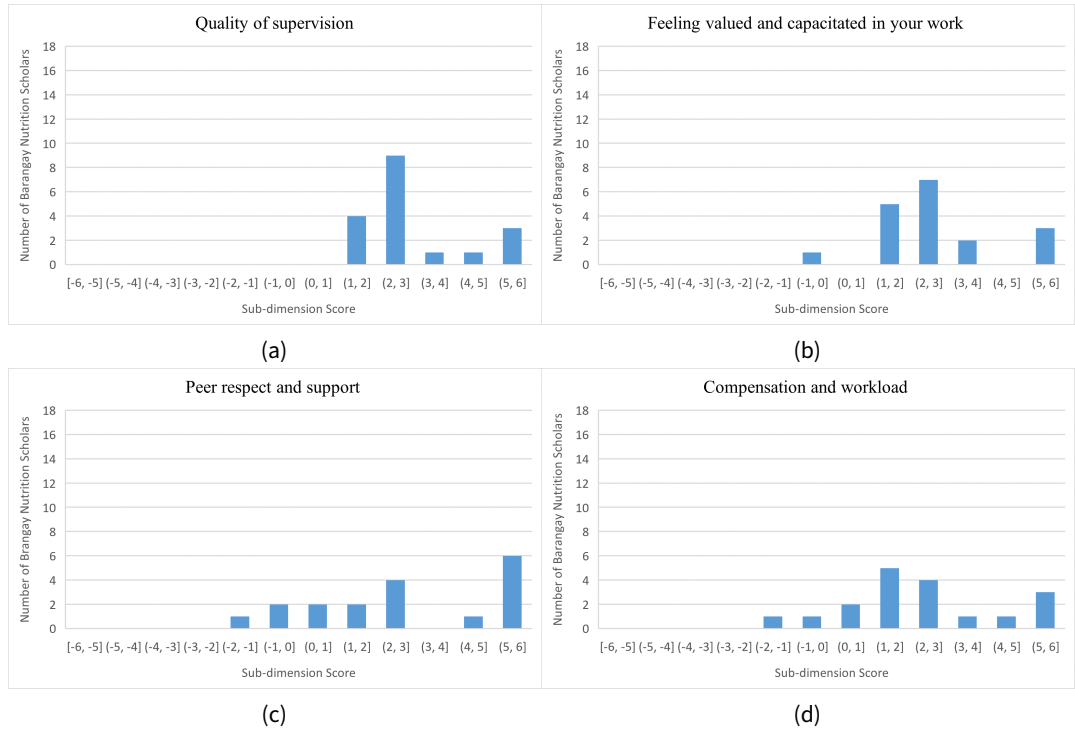 Quality of supervision
Number of Barangay Nutrition Scholars
18
16
14
12
10
8
6
4
2
0
[-6, -5] (-5, -4] (-4, -3] (-3, -2] (-2, -1] (-1, 0] (0, 1] (1, 2] (2, 3] (3, 4] (4, 5] (5, 6]
Sub-dimension Score
(a)
Feeling valued and capacitated in your work
Number of Barangay Nutrition Scholars
18
16
14
12
10
8
6
4
2
0
[-6, -5] (-5, -4] (-4, -3] (-3, -2] (-2, -1] (-1, 0] (0, 1] (1, 2] (2, 3] (3, 4] (4, 5] (5, 6]
Sub-dimension Score
(b)
Peer respect and support
Number of Brangay Nutrition Scholars
18
16
14
12
10
8
6
4
2
0
[-6, -5] (-5, -4] (-4, -3] (-3, -2] (-2, -1] (-1, 0] (0, 1] (1, 2] (2, 3] (3, 4] (4, 5] (5, 6]
Sub-dimension Score
(c)
Compensation and workload
Number of Barangay Nutrition Scholars
18
16
14
12
10
8
6
4
2
0
[-6, -5] (-5, -4] (-4, -3] (-3, -2] (-2, -1] (-1, 0] (0, 1] (1, 2] (2, 3] (3, 4] (4, 5] (5, 6]
Sub-dimension Score
(d)